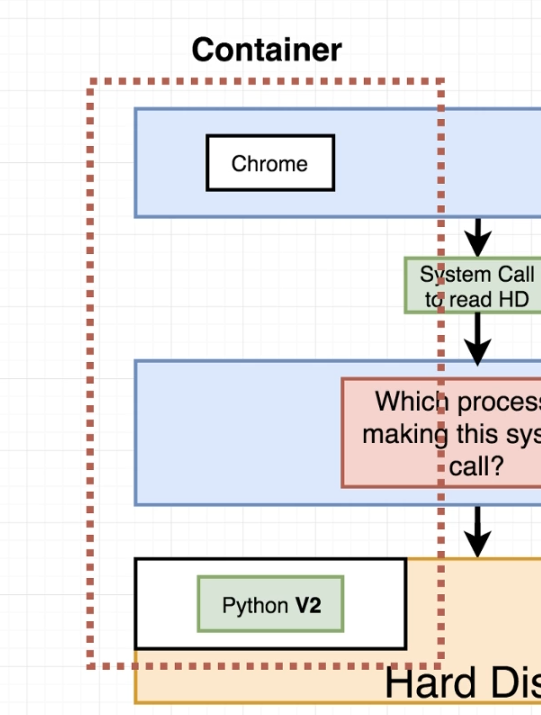 Container
Chrome
System Call
to read HD
Which process
making this sys
call?
Python V2
Hard Dis